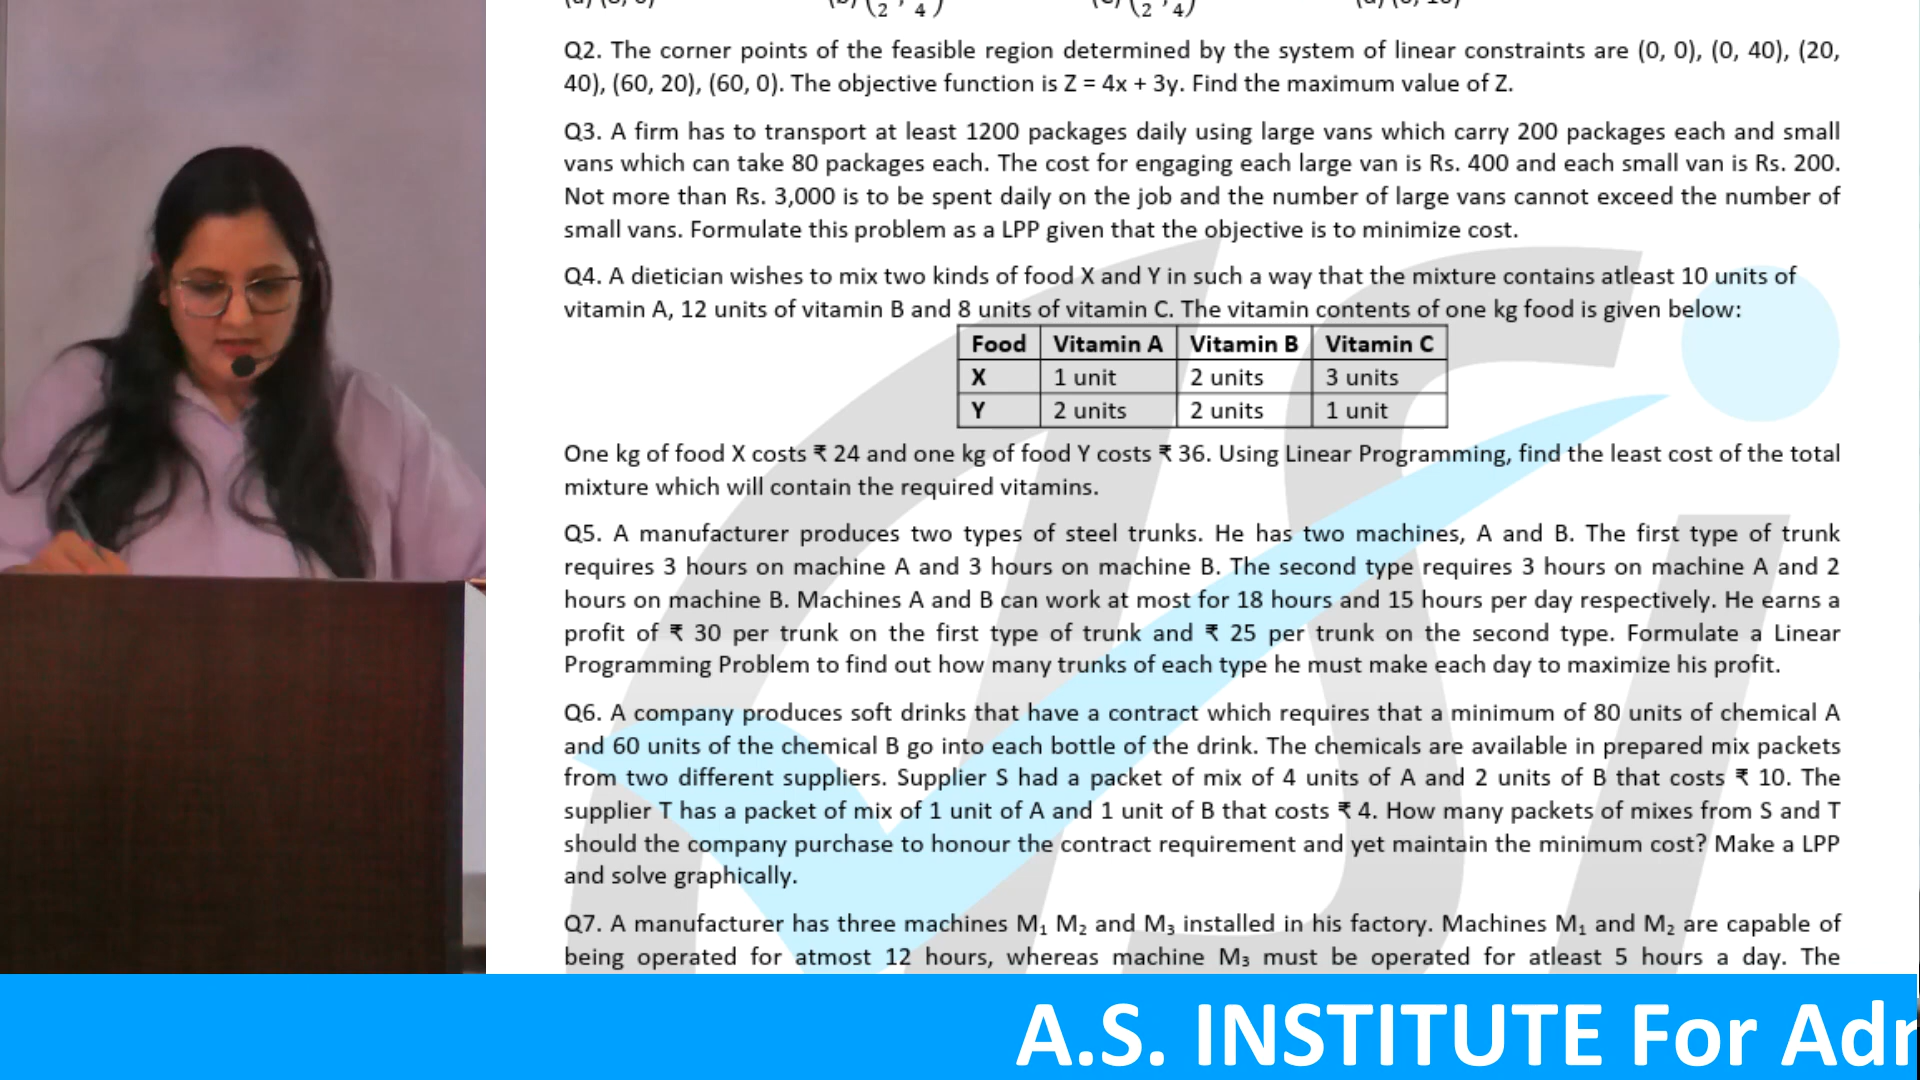 Q2. The corner points of the feasible region determined by the system of linear constraints are (0, 0), (0, 40), (20,
40), (60, 20), (60, 0). The objective function is Z = 4x + 3y. Find the maximum value of Z.
Q3. A firm has to transport at least 1200 packages daily using large vans which carry 200 packages each and small
vans which can take 80 packages each. The cost for engaging each large van is Rs. 400 and each small van is Rs. 200.
Not more than Rs. 3,000 is to be spent daily on the job and the number of large vans cannot exceed the number of
small vans. Formulate this problem as a LPP given that the objective is to minimize cost.
Q4. A dietician wishes to mix two kinds of food X and Y in such a way that the mixture contains atleast 10 units of
vitamin A, 12 units of vitamin B and 8 units of vitamin C. The vitamin contents of one kg food is given below:
Food Vitamin A Vitamin B Vitamin C
X 1 unit 2 units 3 units
Y 2 units 2 units 1 unit
One kg of food X costs ₹ 24 and one kg of food Y costs ₹ 36. Using Linear Programming, find the least cost of the total
mixture which will contain the required vitamins.
Q5. A manufacturer produces two types of steel trunks. He has two machines, A and B. The first type of trunk
requires 3 hours on machine A and 3 hours on machine B. The second type requires 3 hours on machine A and 2
hours on machine B. Machines A and B can work at most for 18 hours and 15 hours per day respectively. He earns a
profit of ₹ 30 per trunk on the first type of trunk and ₹ 25 per trunk on the second type. Formulate a Linear
Programming Problem to find out how many trunks of each type he must make each day to maximize his profit.
Q6. A company produces soft drinks that have a contract which requires that a minimum of 80 units of chemical A
and 60 units of the chemical B go into each bottle of the drink. The chemicals are available in prepared mix packets
from two different suppliers. Supplier S had a packet of mix of 4 units of A and 2 units of B that costs ₹ 10. The
supplier T has a packet of mix of 1 unit of A and 1 unit of B that costs ₹ 4. How many packets of mixes from S and T
should the company purchase to honour the contract requirement and yet maintain the minimum cost? Make a LPP
and solve graphically.
Q7. A manufacturer has three machines M₁ M₂ and M₃ installed in his factory. Machines M₁ and M₂ are capable of
being operated for atmost 12 hours, whereas machine M₃ must be operated for atleast 5 hours a day. The
A.S. INSTITUTE For Adr